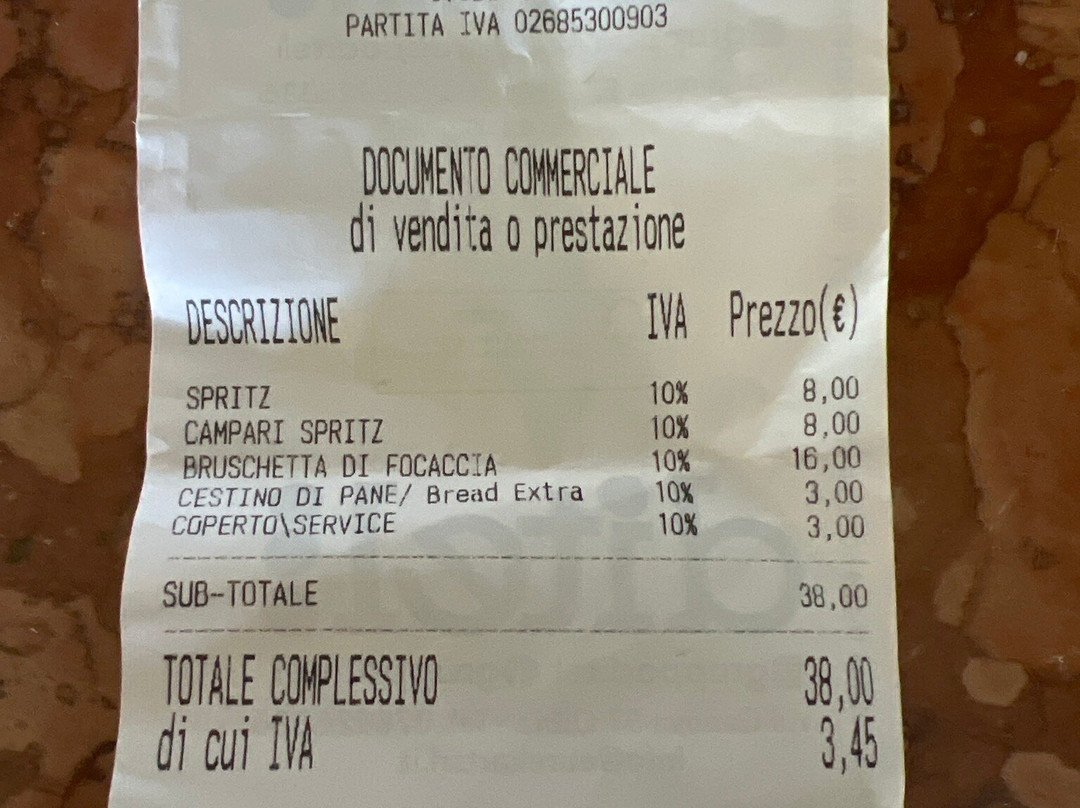 PARTITA IVA 02685300903
DOCUMENTO COMMERCIALE
di vendita o prestazione
DESCRIZIONE IVA Prezzo(€)
SPRITZ 10% 8,00
CAMPARI SPRITZ 10% 8,00
BRUSCHETTA DI FOCACCIA 10% 16,00
CESTINO DI PANE/ Bread Extra 10% 3,00
COPERTO\SERVICE 10% 3,00
SUB-TOTALE 38,00
TOTALE COMPLESSIVO 38,00
di cui IVA 3,45